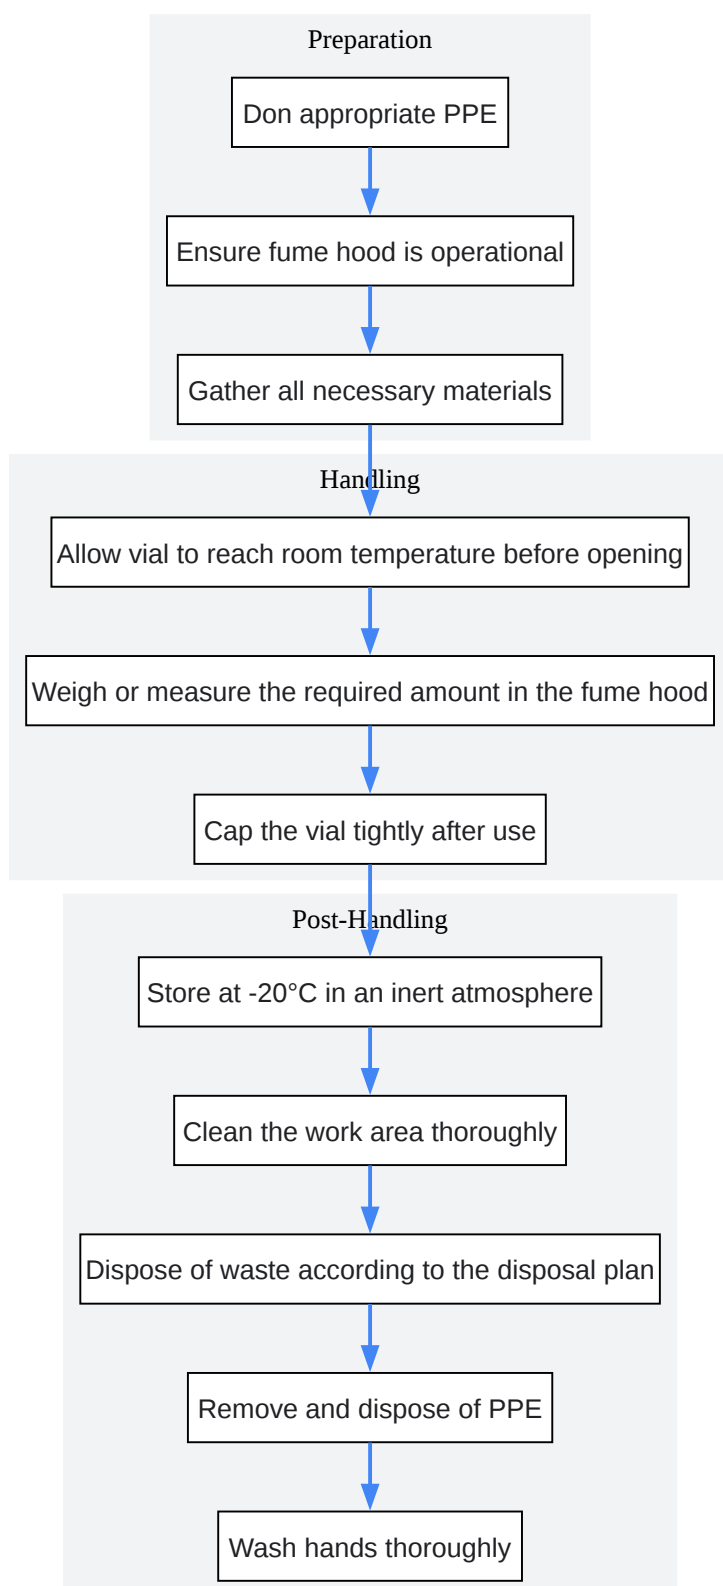 Preparation
Don appropriate PPE
Ensure fume hood is operational
Gather all necessary materials
Handling
Allow vial to reach room temperature before opening
Weigh or measure the required amount in the fume hood
Cap the vial tightly after use
Post-Handling
Store at -20°C in an inert atmosphere
Clean the work area thoroughly
Dispose of waste according to the disposal plan
Remove and dispose of PPE
Wash hands thoroughly